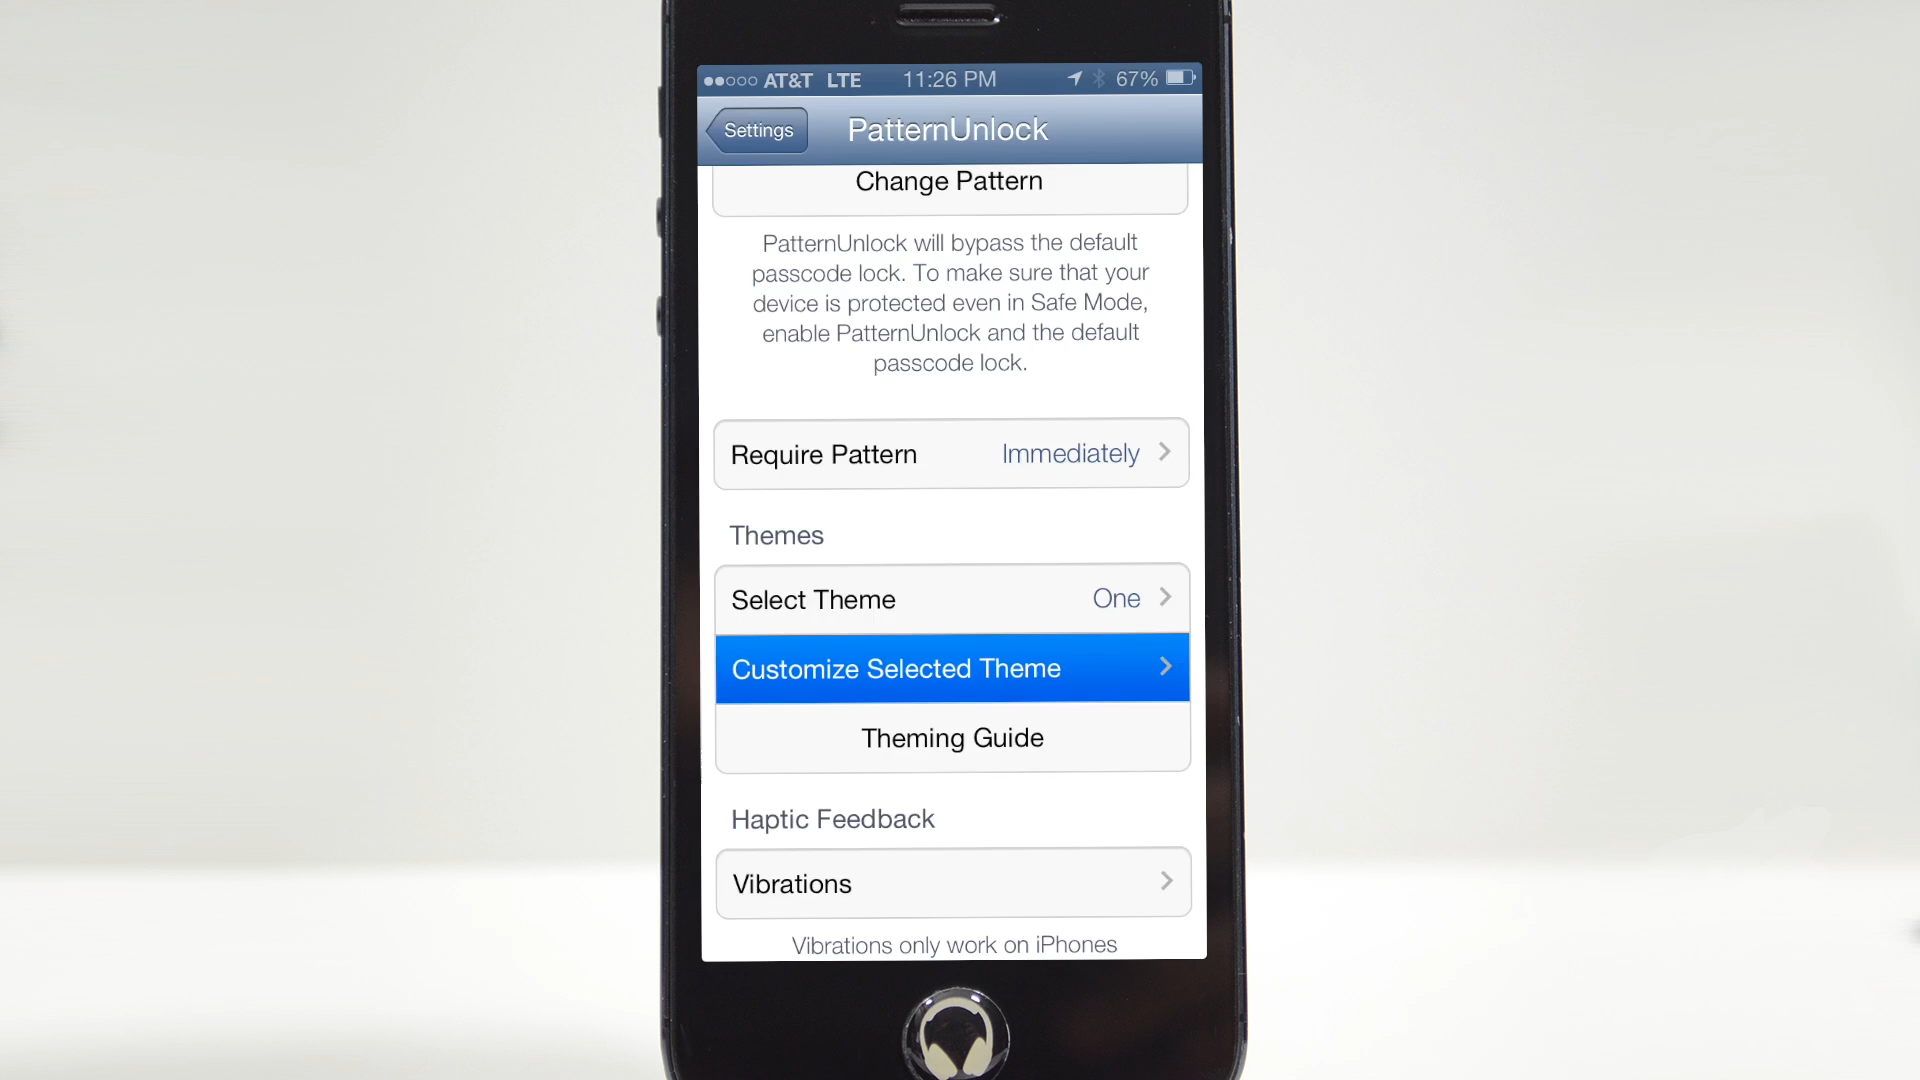 AT&T LTE 11:26 PM 67%
Settings PatternUnlock
Change Pattern
PatternUnlock will bypass the default
passcode lock. To make sure that your
device is protected even in Safe Mode,
enable PatternUnlock and the default
passcode lock.
Require Pattern Immediately
Themes
Select Theme One
Customize Selected Theme
Theming Guide
Haptic Feedback
Vibrations
Vibrations only work on iPhones